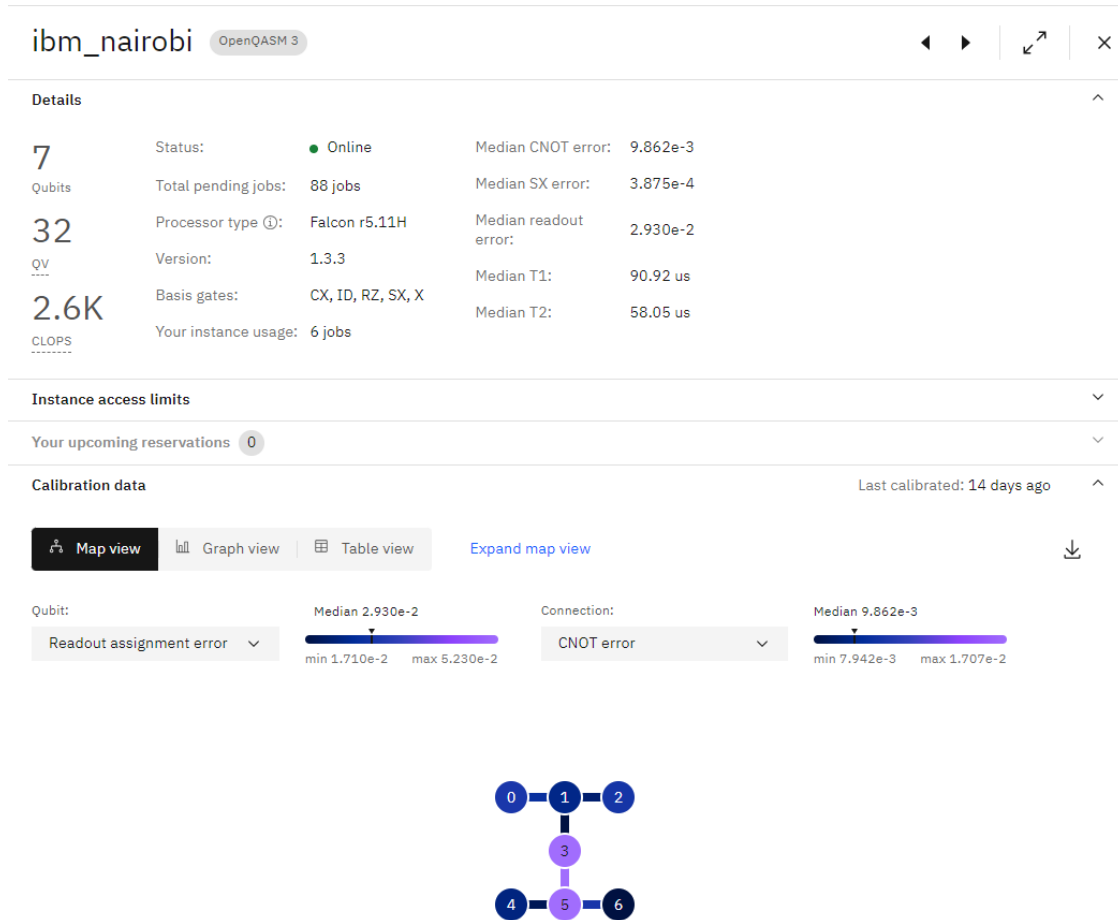 ibm_nairobi OpenQASM 3
Details
7
Qubits
32
QV
2.6K
CLOPS
Status: Online
Total pending jobs: 88 jobs
Processor type ⓘ: Falcon r5.11H
Version: 1.3.3
Basis gates: CX, ID, RZ, SX, X
Your instance usage: 6 jobs
Median CNOT error: 9.862e-3
Median SX error: 3.875e-4
Median readout
error: 2.930e-2
Median T1: 90.92 us
Median T2: 58.05 us
Instance access limits
Your upcoming reservations 0
Calibration data Last calibrated: 14 days ago
Map view Graph view Table view Expand map view
Qubit: Median 2.930e-2 Connection: Median 9.862e-3
Readout assignment error CNOT error
min 1.710e-2 max 5.230e-2 min 7.942e-3 max 1.707e-2
0 1 2
3
4 5 6